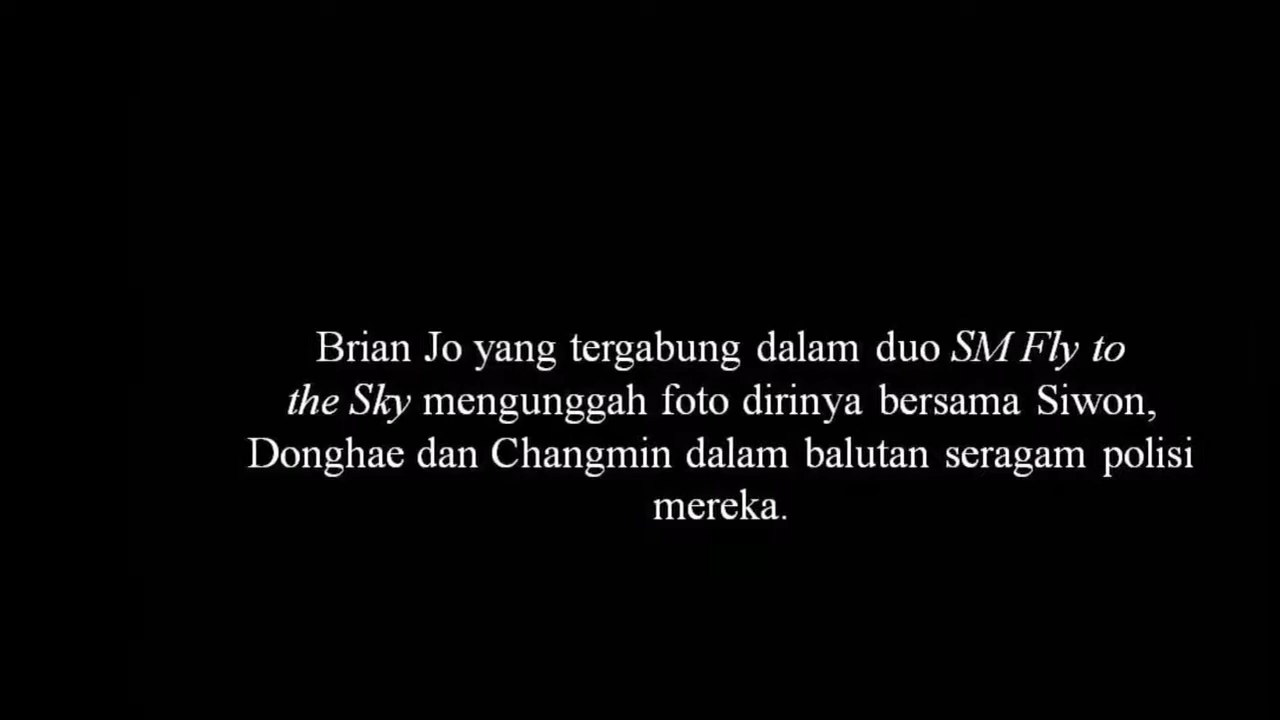 Brian Jo yang tergabung dalam duo SM Fly to
the Sky mengunggah foto dirinya bersama Siwon,
Donghae dan Changmin dalam balutan seragam polisi
mereka.